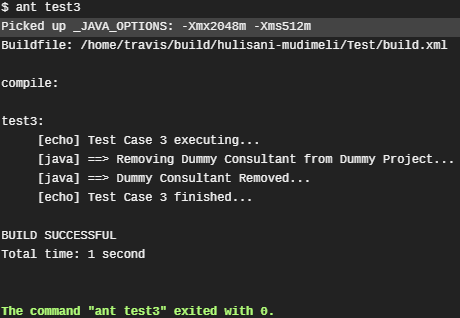 $ ant test3
Picked up _JAVA_OPTIONS: -Xmx2048m -Xms512m
Buildfile: /home/travis/build/hulisani-mudimeli/Test/build.xml
compile:
test3:
[echo] Test Case 3 executing...
[java] ==> Removing Dummy Consultant from Dummy Project...
[java] ==> Dummy Consultant Removed...
[echo] Test Case 3 finished...
BUILD SUCCESSFUL
Total time: 1 second
The command "ant test3" exited with 0.